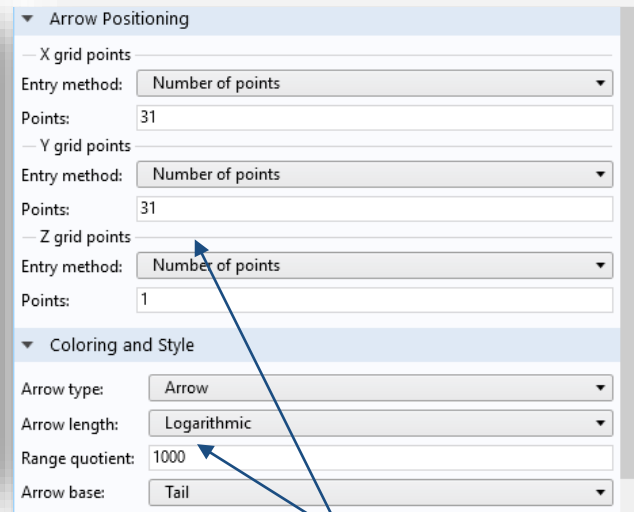 Arrow Positioning
X grid points
Entry method: Number of points
Points: 31
Y grid points
Entry method: Number of points
Points: 31
Z grid points
Entry method: Number of points
Points: 1
Coloring and Style
Arrow type: Arrow
Arrow length: Logarithmic
Range quotient: 1000
Arrow base: Tail